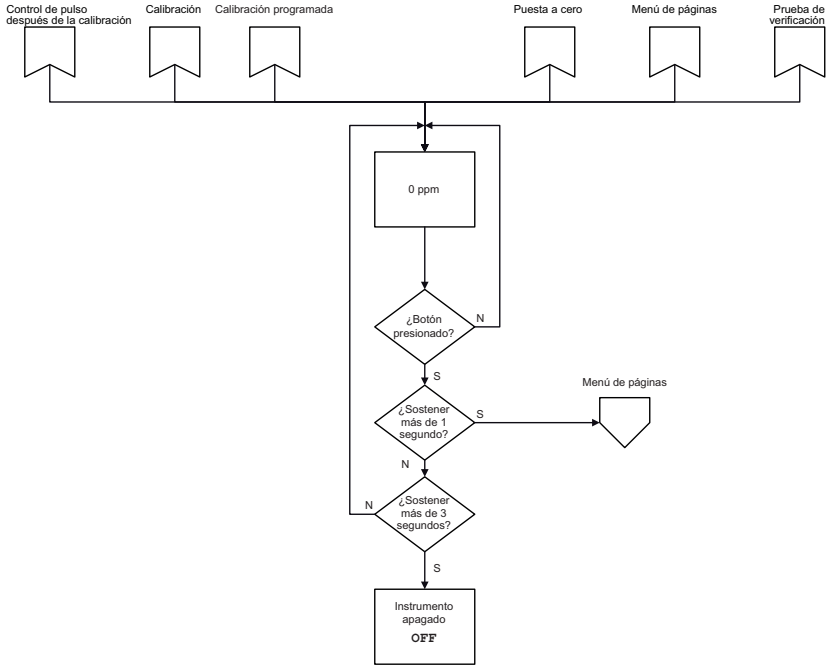 Control de pulso
después de la calibración
Calibración
Calibración programada
Puesta a cero
Menú de páginas
Prueba de
verificación
0 ppm
¿Botón
presionado?
N
S
¿Sostener
más de 1
segundo?
S
Menú de páginas
N
¿Sostener
más de 3
segundos?
N
S
Instrumento
apagado
OFF